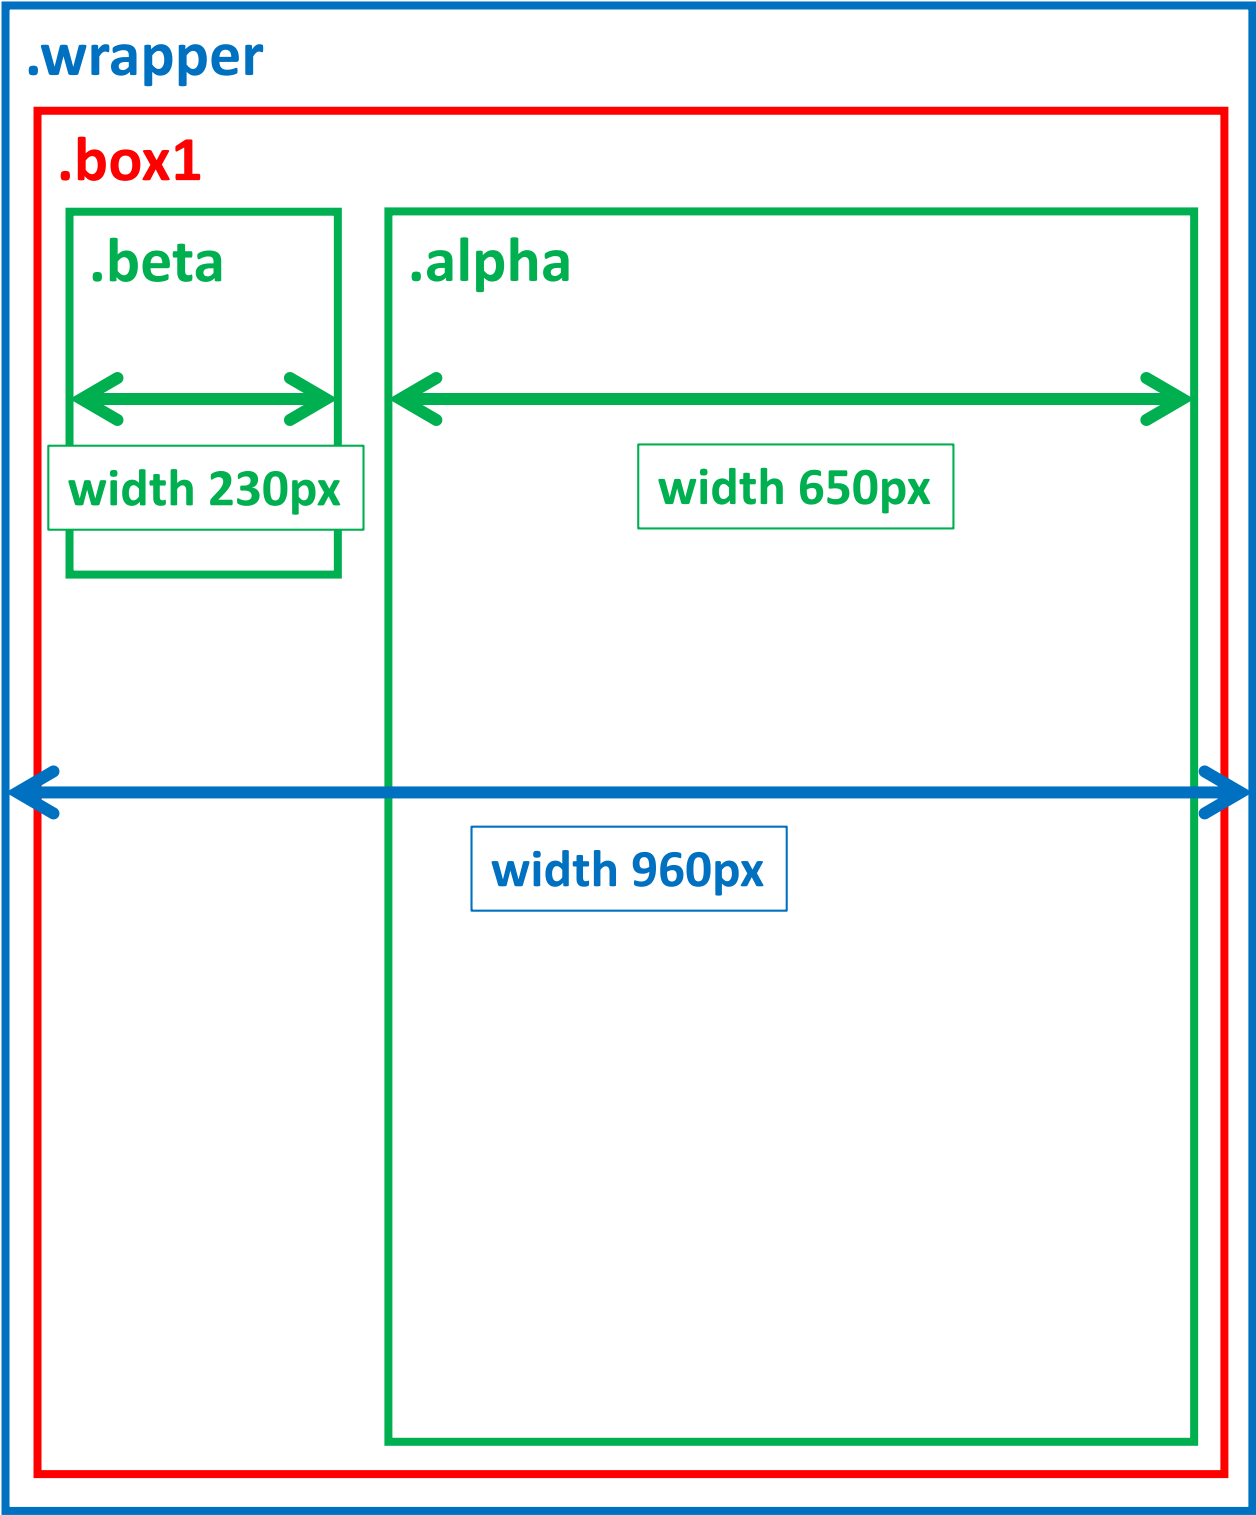 .wrapper
.box1
.beta
.alpha
width 230px
width 650px
width 960px